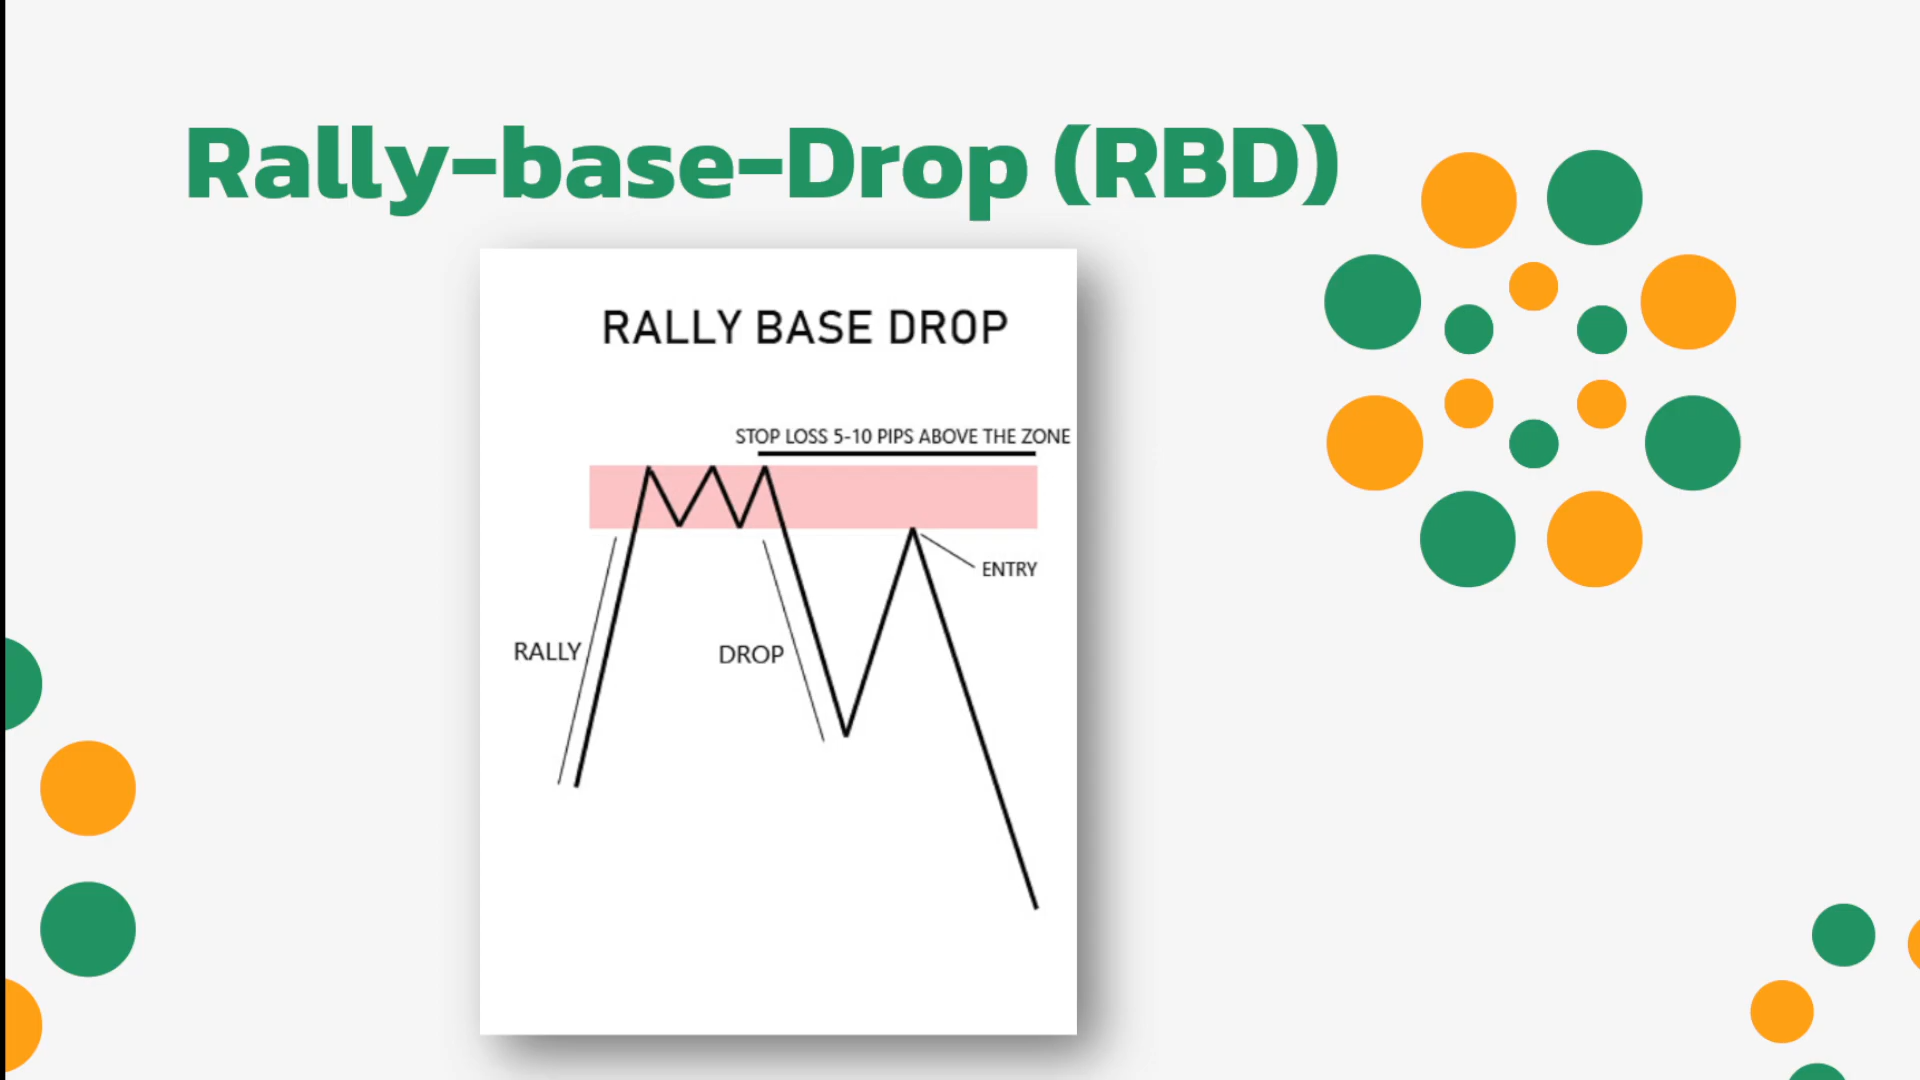 Rally-base-Drop (RBD)
RALLY BASE DROP
STOP LOSS 5-10 PIPS ABOVE THE ZONE
ENTRY
RALLY
DROP